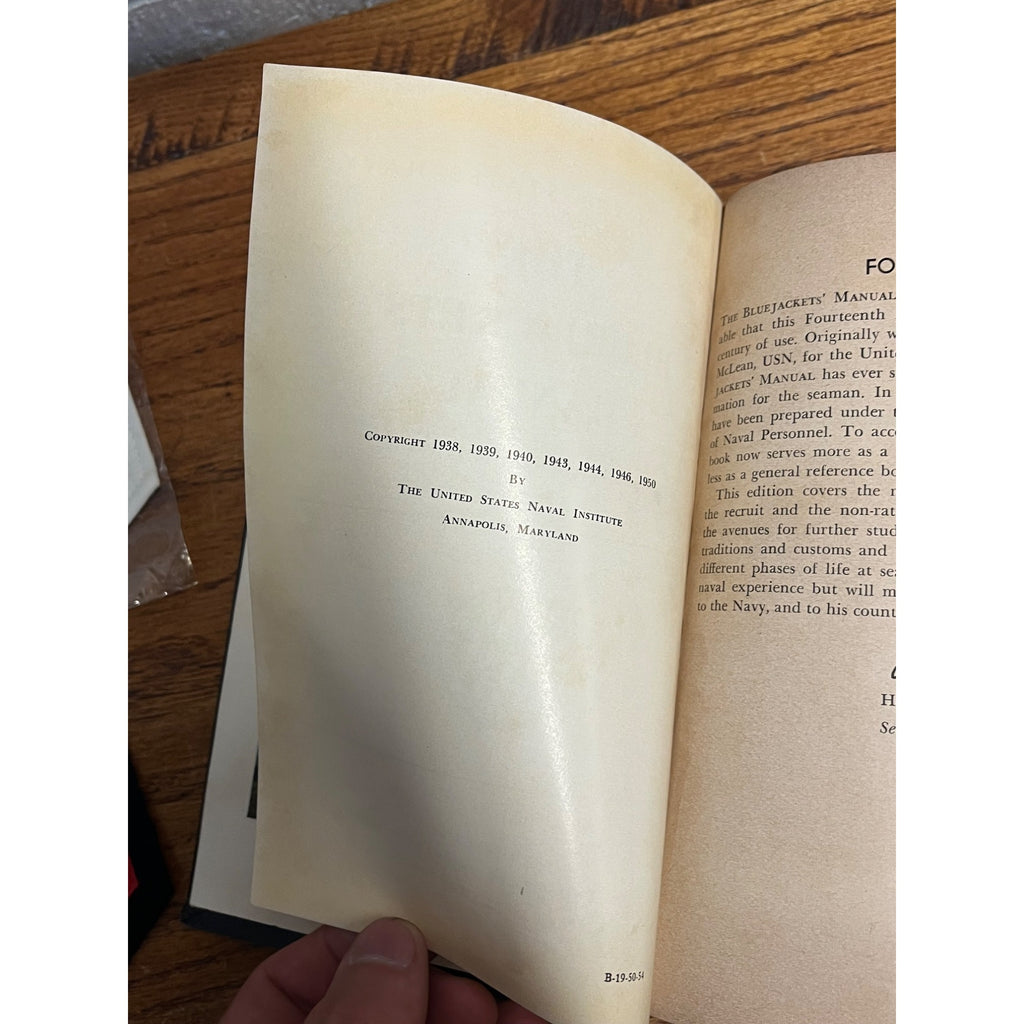 COPYRIGHT 1938, 1939, 1940, 1943, 1944, 1946, 1950
BY
THE UNITED STATES NAVAL INSTITUTE
ANNAPOLIS, MARYLAND
B-19-50-54
FO
THE BLUEJACKETS' MANUAL
able that this Fourteenth
century of use. Originally w
McLean, USN, for the Unit
JACKETS' MANUAL has ever s
mation for the seaman. In
have been prepared under t
of Naval Personnel. To acc
book now serves more as a
less as a general reference bo
This edition covers the n
the recruit and the non-rat
the avenues for further stud
traditions and customs and
different phases of life at sea
naval experience but will m
to the Navy, and to his count
H
Se